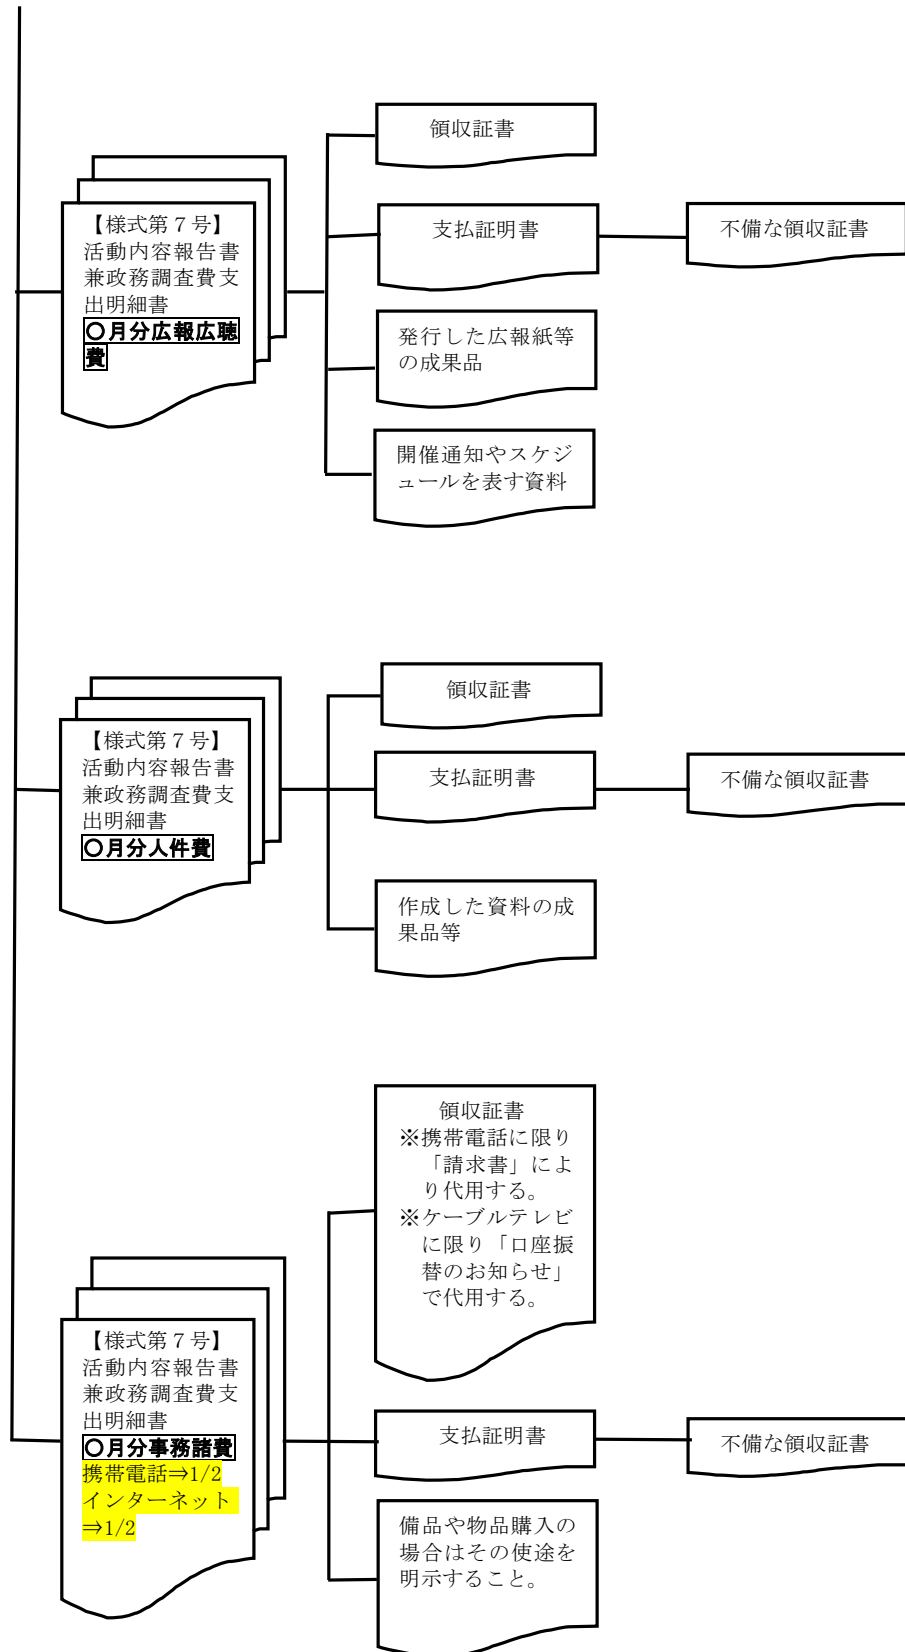 領収証書
【様式第７号】
活動内容報告書
兼政務調査費支
出明細書
〇月分広報広聴
費
支払証明書
不備な領収証書
発行した広報紙等
の成果品
開催通知やスケジ
ュールを表す資料
領収証書
【様式第７号】
活動内容報告書
兼政務調査費支
出明細書
〇月分人件費
支払証明書
不備な領収証書
作成した資料の成
果品等
領収証書
※携帯電話に限り
「請求書」によ
り代用する。
※ケーブルテレビ
に限り「口座振
替のお知らせ」
で代用する。
【様式第７号】
活動内容報告書
兼政務調査費支
出明細書
〇月分事務諸費
携帯電話⇒1/2
インターネット
⇒1/2
支払証明書
不備な領収証書
備品や物品購入の
場合はその使途を
明示すること。